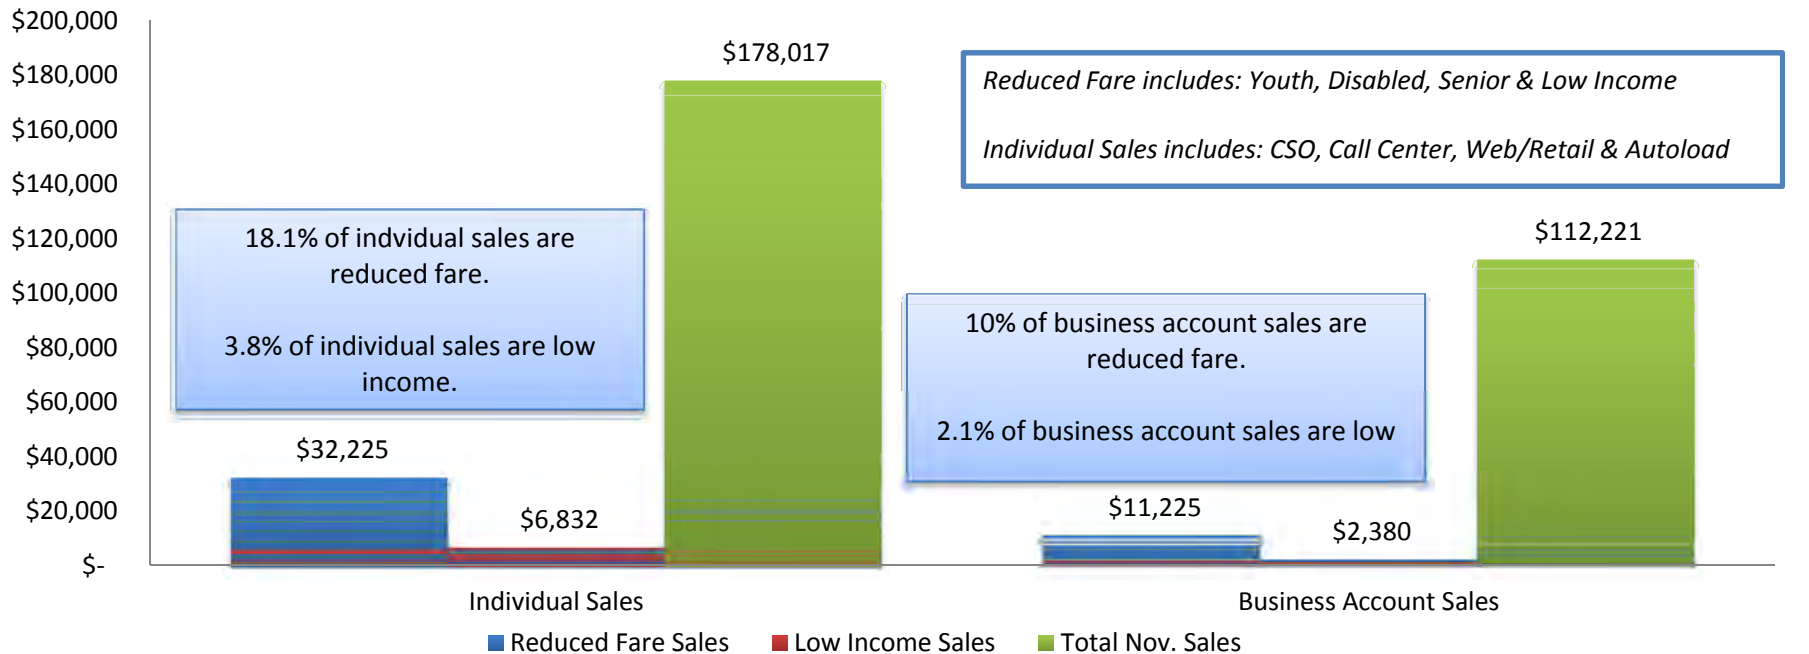 $200,000
$180,000
$160,000
$140,000
$120,000
$100,000
$80,000
$60,000
$40,000
$20,000
$-
$178,017
Reduced Fare includes: Youth, Disabled, Senior & Low Income
Individual Sales includes: CSO, Call Center, Web/Retail & Autoload
18.1% of indvidual sales are
reduced fare.
3.8% of individual sales are low
income.
$112,221
10% of business account sales are
reduced fare.
2.1% of business account sales are low
$32,225
$6,832
$11,225
$2,380
Individual Sales
Business Account Sales
Reduced Fare Sales
Low Income Sales
Total Nov. Sales